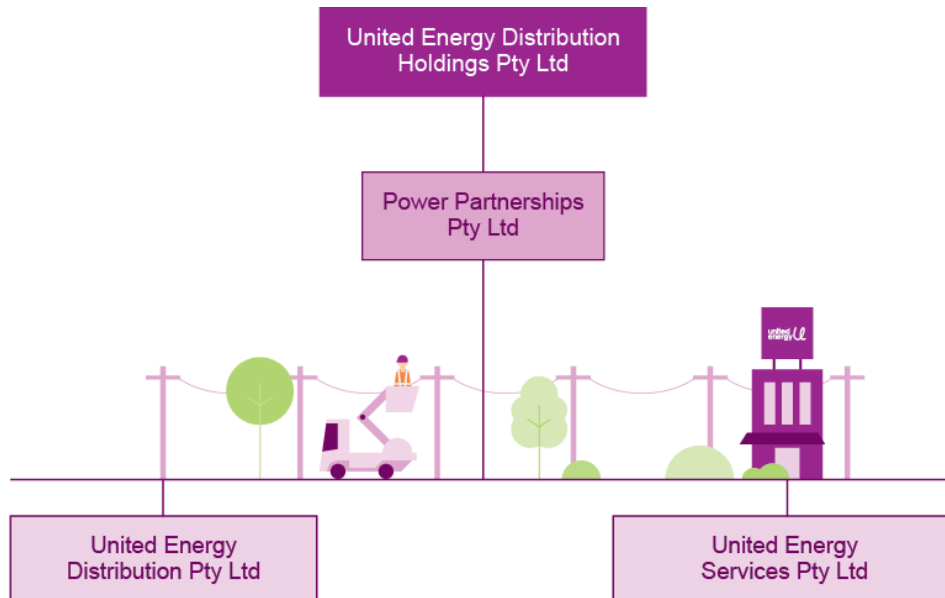 United Energy Distribution
Holdings Pty Ltd
Power Partnerships
Pty Ltd
united
energy
United Energy
Distribution Pty Ltd
United Energy
Services Pty Ltd